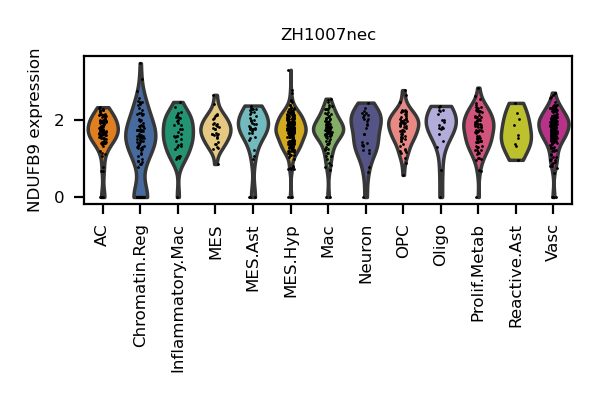 ZH1007nec
NDUFB9 expression
2
0
AC
Chromatin.Reg
Inflammatory.Mac
MES
MES.Ast
MES.Hyp
Mac
Neuron
OPC
Oligo
Prolif.Metab
Reactive.Ast
Vasc